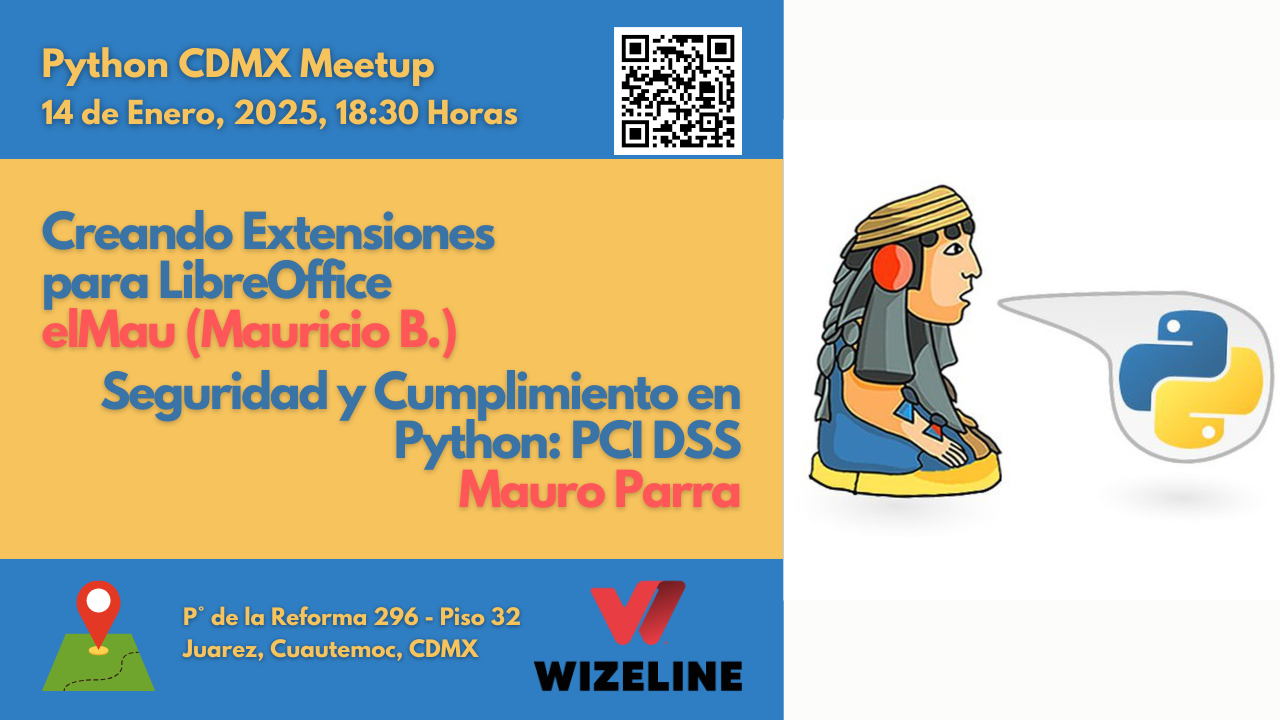 Python CDMX Meetup
14 de Enero, 2025, 18:30 Horas
Creando Extensiones
para LibreOffice
elMau (Mauricio B.)
Seguridad y Cumplimiento en
Python: PCI DSS
Mauro Parra
P° de la Reforma 296 - Piso 32
Juarez, Cuautemoc, CDMX
WIZELINE